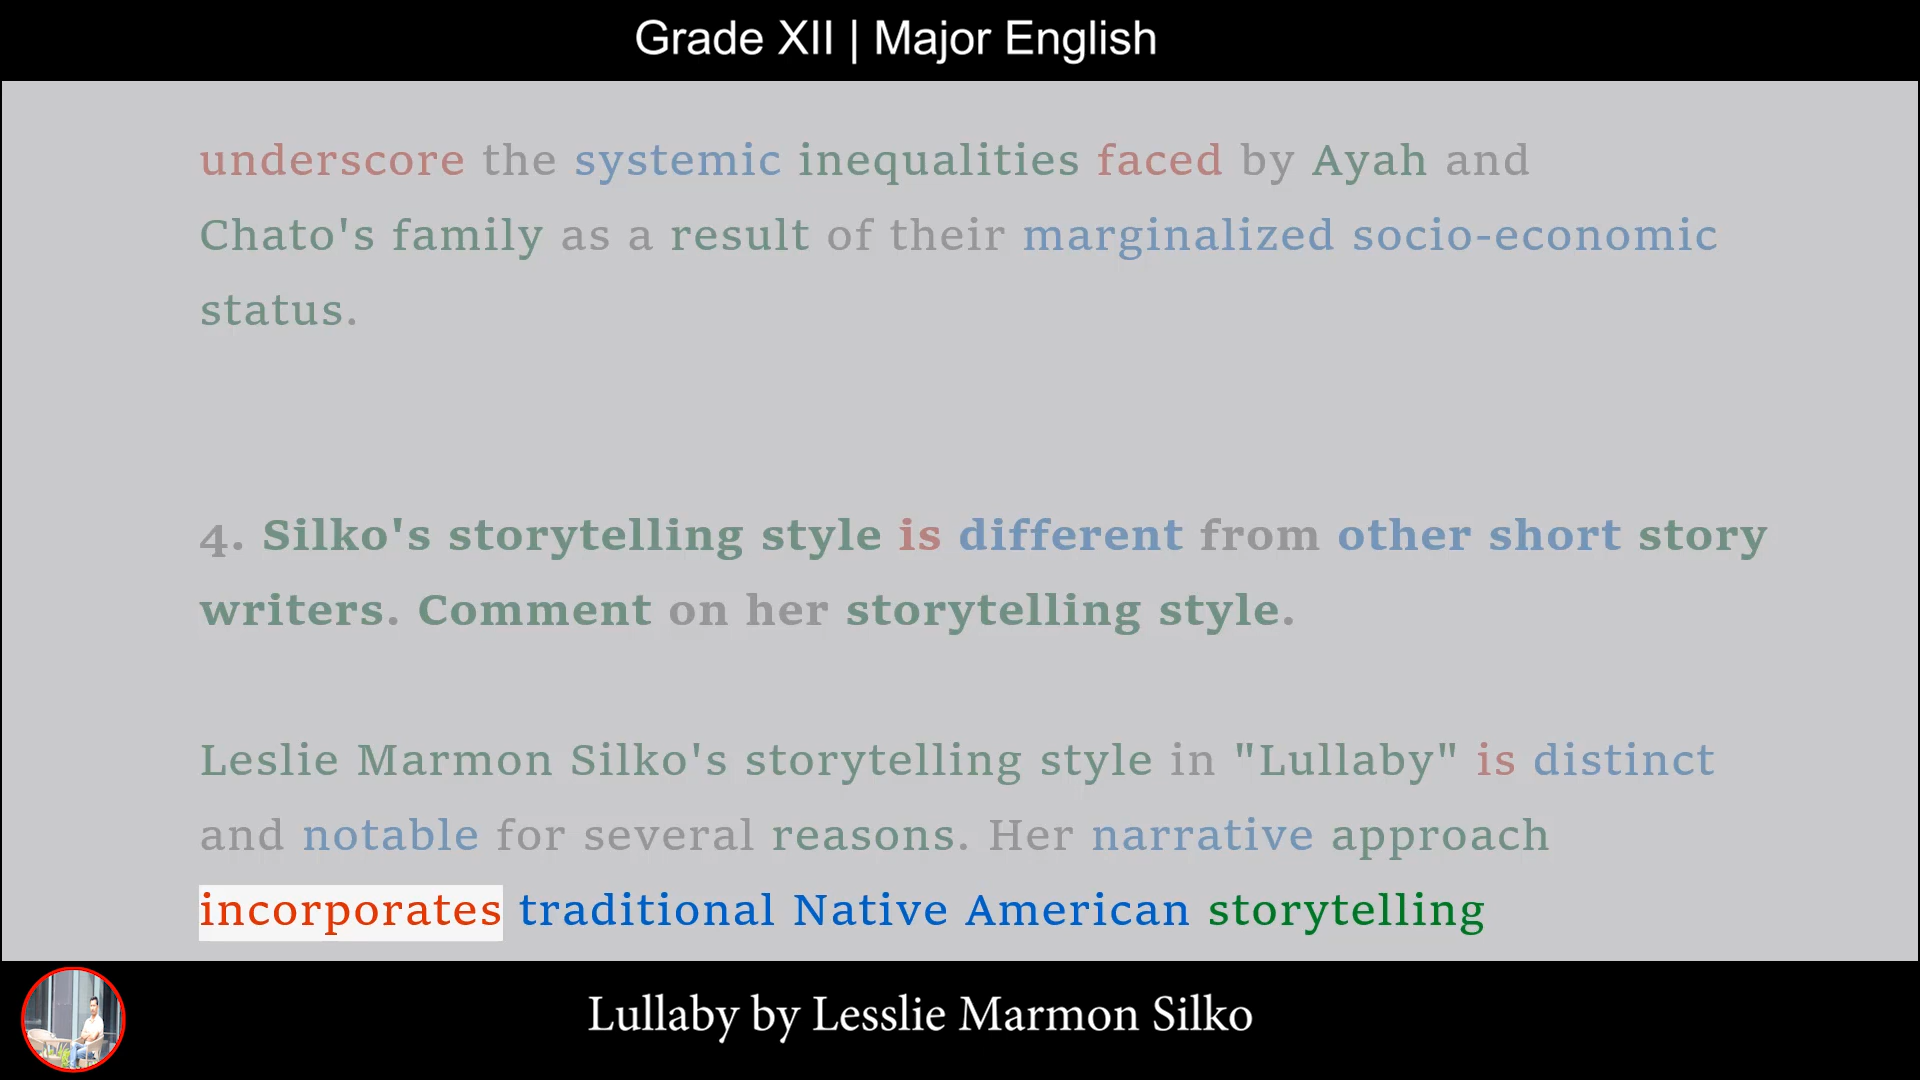 Grade XII | Major English
underscore the systemic inequalities faced by Ayah and
Chato's family as a result of their marginalized socio-economic
status.
4. Silko's storytelling style is different from other short story
writers. Comment on her storytelling style.
Leslie Marmon Silko's storytelling style in "Lullaby" is distinct
and notable for several reasons. Her narrative approach
incorporates traditional Native American storytelling
Lullaby by Lesslie Marmon Silko